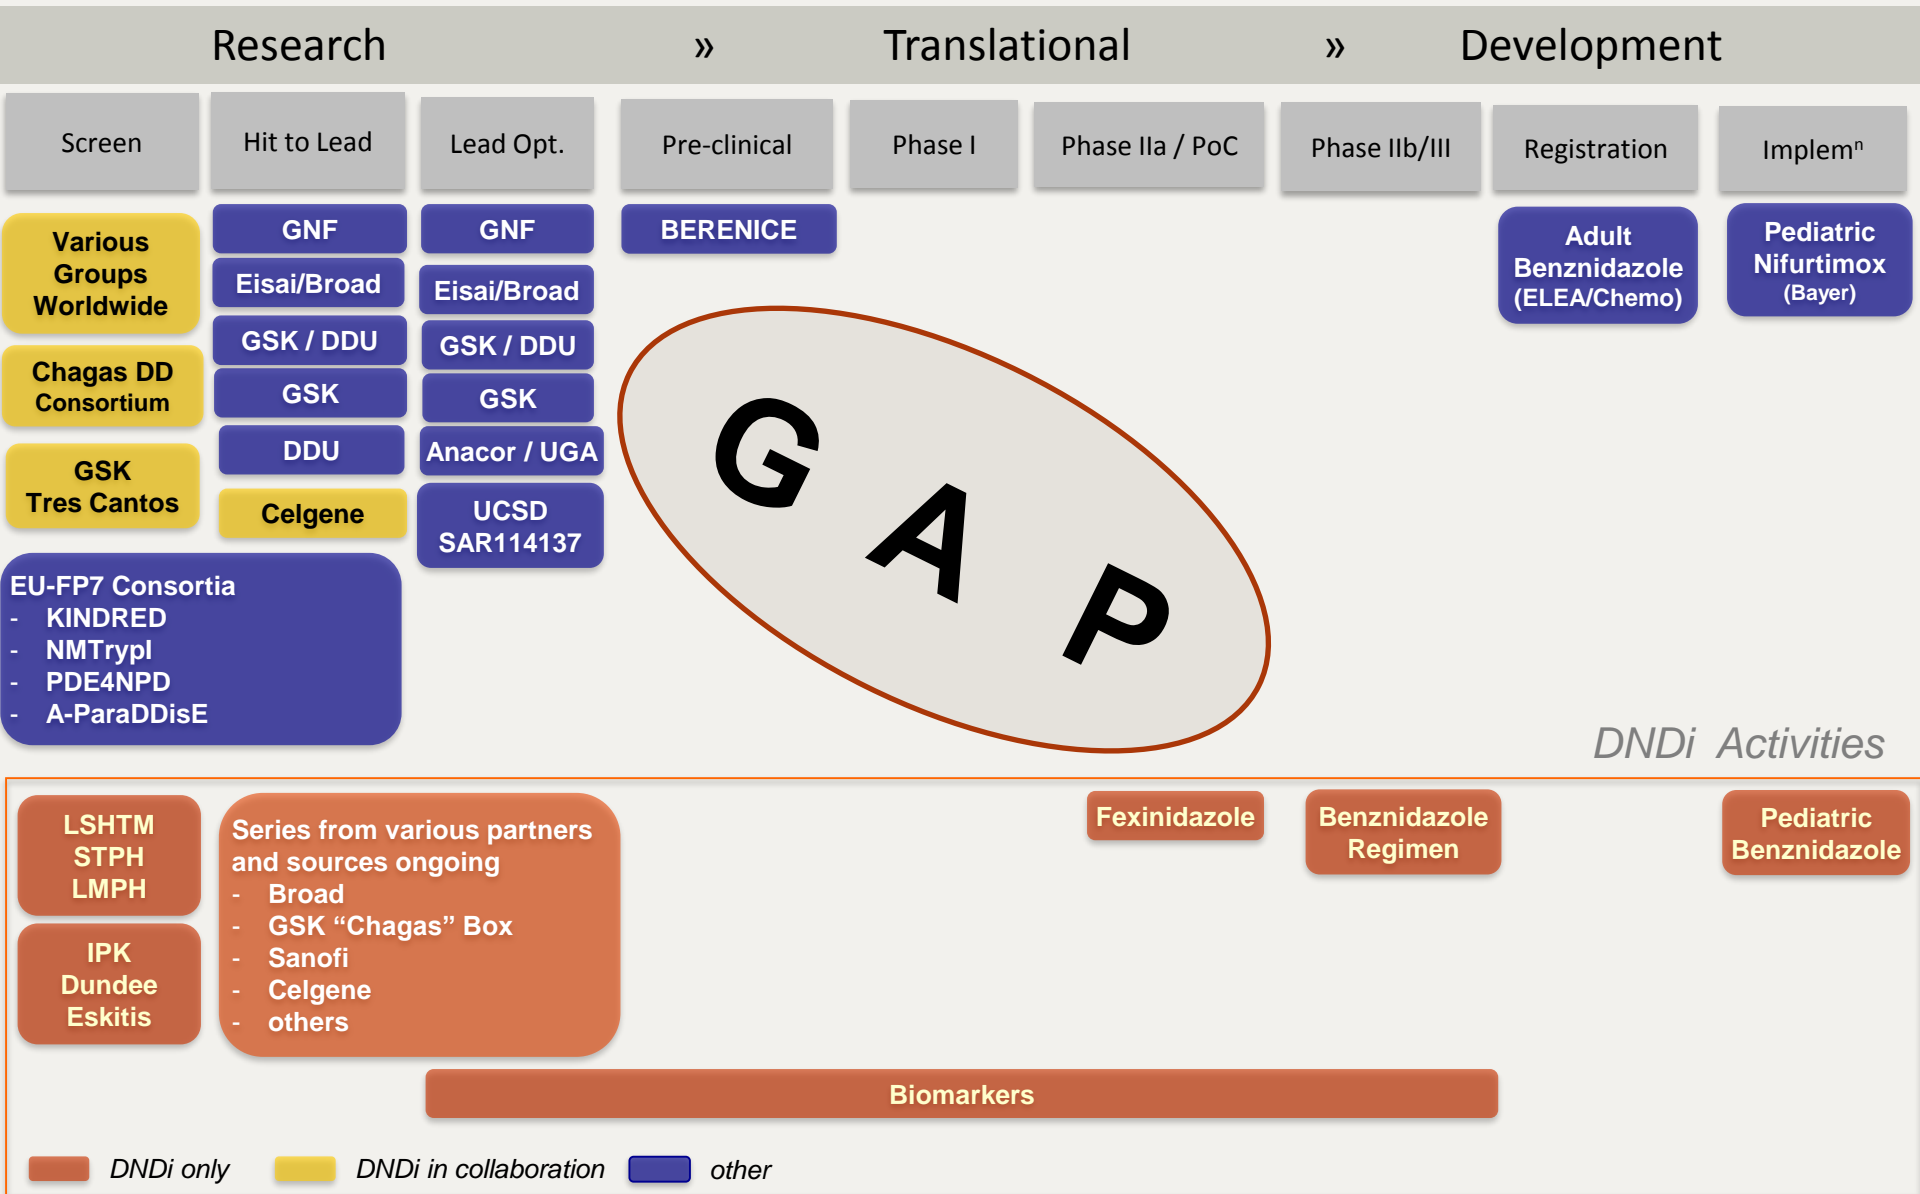 Research » Translational » Development
Screen
Hit to Lead
Lead Opt.
Pre-clinical
Phase I
Phase IIa / PoC
Phase IIb/III
Registration
Implemⁿ
Various
Groups
Worldwide
Chagas DD
Consortium
GSK
Tres Cantos
GNF
Eisai/Broad
GSK / DDU
GSK
DDU
Celgene
GNF
Eisai/Broad
GSK / DDU
GSK
Anacor / UGA
UCSD
SAR114137
BERENICE
Adult
Benznidazole
(ELEA/Chemo)
Pediatric
Nifurtimox
(Bayer)
EU-FP7 Consortia
- KINDRED
- NMTrypI
- PDE4NPD
- A-ParaDDisE
G A P
DNDi Activities
LSHTM
STPH
LMPH
IPK
Dundee
Eskitis
Series from various partners
and sources ongoing
- Broad
- GSK “Chagas” Box
- Sanofi
- Celgene
- others
Fexinidazole
Benznidazole
Regimen
Pediatric
Benznidazole
Biomarkers
DNDi only
DNDi in collaboration
other